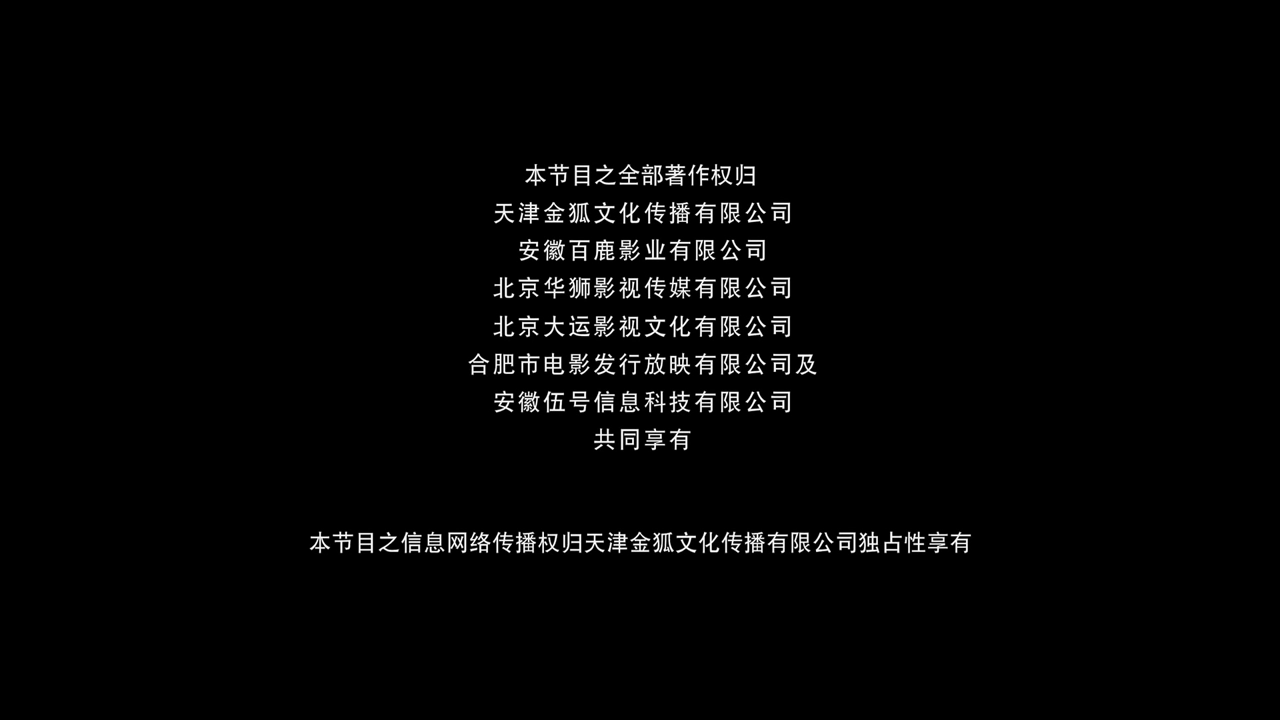 本节目之全部著作权归
天津金狐文化传播有限公司
安徽百鹿影业有限公司
北京华狮影视传媒有限公司
北京大运影视文化有限公司
合肥市电影发行放映有限公司及
安徽伍号信息科技有限公司
共同享有
本节目之信息网络传播权归天津金狐文化传播有限公司独占性享有